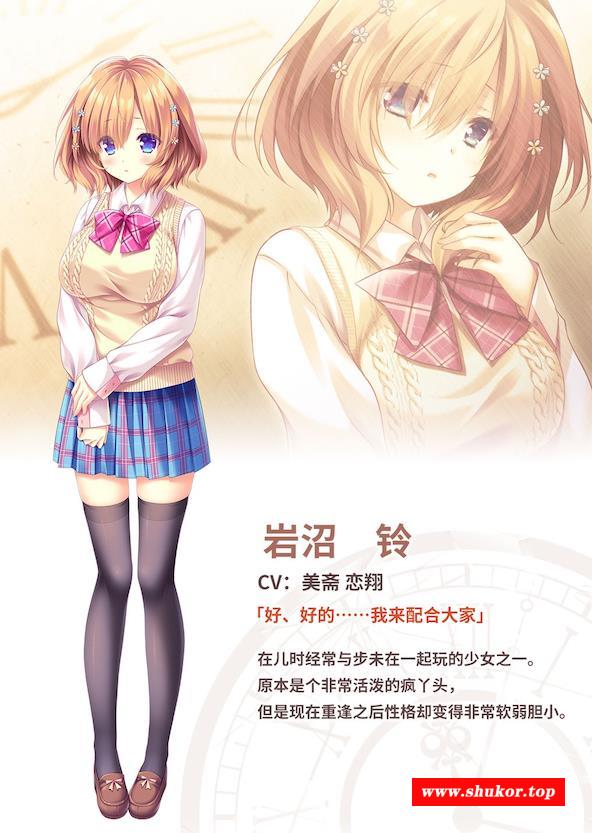 岩沼　铃
CV：美斋 恋翔
「好、好的……我来配合大家」
在儿时经常与步未在一起玩的少女之一。
原本是个非常活泼的疯丫头，
但是现在重逢之后性格却变得非常软弱胆小。
www.shukor.top